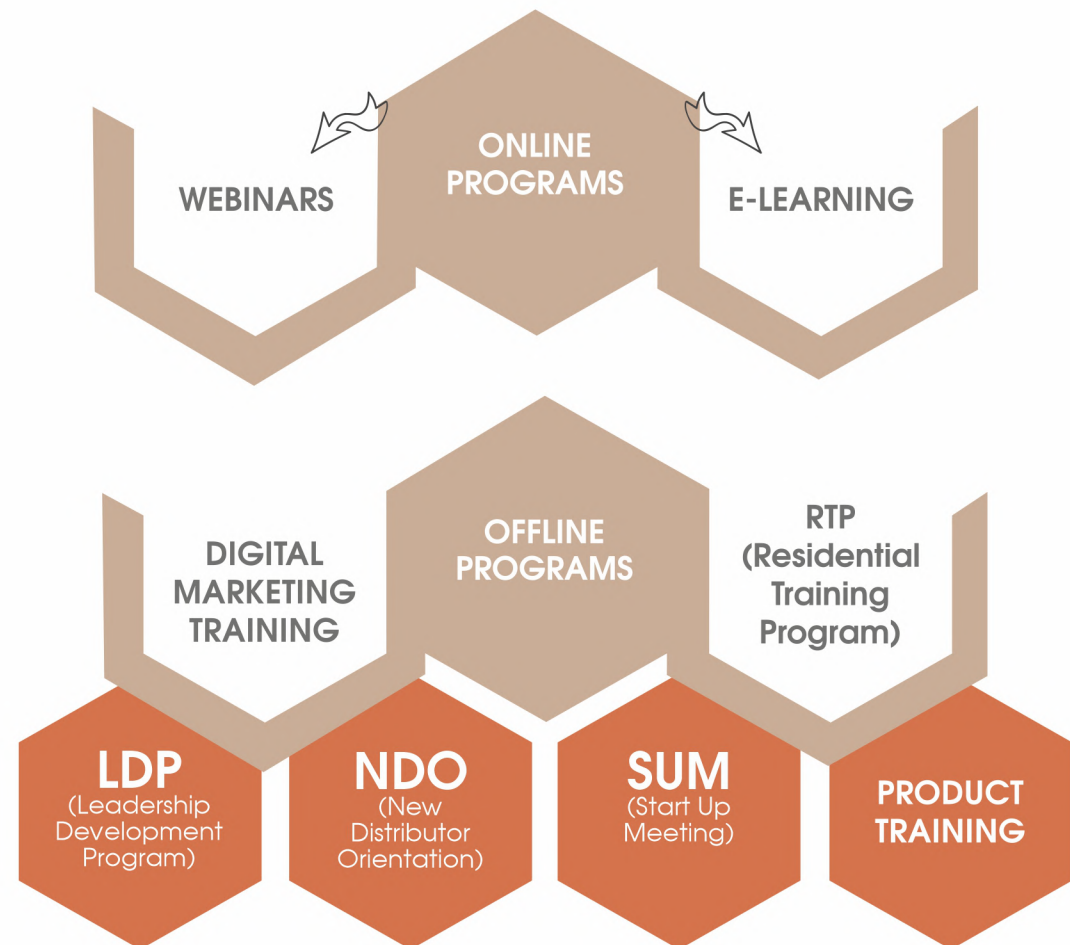 ONLINE
PROGRAMS
WEBINARS
E-LEARNING
OFFLINE
PROGRAMS
DIGITAL
MARKETING
TRAINING
RTP
(Residential
Training
Program)
LDP
(Leadership
Development
Program)
NDO
(New
Distributor
Orientation)
SUM
(Start Up
Meeting)
PRODUCT
TRAINING